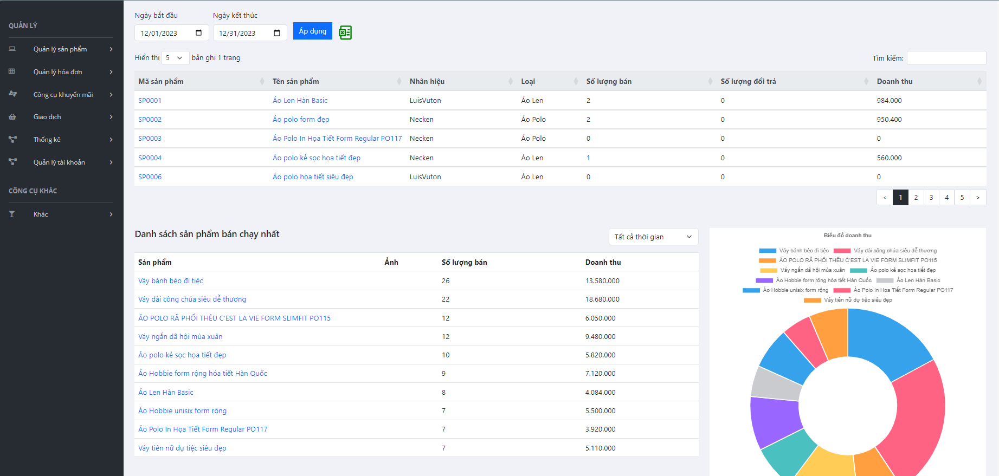 QUẢN LÝ
Quản lý sản phẩm
Quản lý hóa đơn
Công cụ khuyến mãi
Giao dịch
Thống kê
Quản lý tài khoản
CÔNG CỤ KHÁC
Khác
Ngày bắt đầu Ngày kết thúc
12/01/2023 12/31/2023 Áp dụng
Hiển thị 5 bản ghi 1 trang Tìm kiếm:
Mã sản phẩm Tên sản phẩm Nhãn hiệu Loại Số lượng bán Số lượng đổi trả Doanh thu
SP0001 Áo Len Hàn Basic LuisVuton Áo Len 2 0 984.000
SP0002 Áo polo form đẹp Necken Áo Polo 2 0 950.400
SP0003 Áo Polo In Họa Tiết Form Regular PO117 Necken Áo Polo 0 0 0
SP0004 Áo polo kẻ sọc họa tiết đẹp Necken Áo Len 1 0 560.000
SP0006 Áo polo họa tiết siêu đẹp LuisVuton Áo Len 0 0 0
< 1 2 3 4 5 >
Danh sách sản phẩm bán chạy nhất Tất cả thời gian
Sản phẩm Ảnh Số lượng bán Doanh thu
Váy bánh bèo đi tiệc 26 13.580.000
Váy dài công chúa siêu dễ thương 22 18.680.000
ÁO POLO RÃ PHỐI THÊU C'EST LA VIE FORM SLIMFIT PO115 12 6.050.000
Váy ngắn dã hội mùa xuân 12 9.480.000
Áo polo kẻ sọc họa tiết đẹp 10 5.820.000
Áo Hobbie form rộng hóa tiết Hàn Quốc 9 7.120.000
Áo Len Hàn Basic 8 4.084.000
Áo Hobbie unisix form rộng 7 5.500.000
Áo Polo In Họa Tiết Form Regular PO117 7 3.920.000
Váy tiên nữ dự tiệc siêu đẹp 7 5.110.000
Biểu đồ doanh thu
Váy bánh bèo đi tiệc Váy dài công chúa siêu dễ thương
ÁO POLO RÃ PHỐI THÊU C'EST LA VIE FORM SLIMFIT PO115
Váy ngắn dã hội mùa xuân Áo polo kẻ sọc họa tiết đẹp
Áo Hobbie form rộng hóa tiết Hàn Quốc Áo Len Hàn Basic
Áo Hobbie unisix form rộng Áo Polo In Họa Tiết Form Regular PO117
Váy tiên nữ dự tiệc siêu đẹp